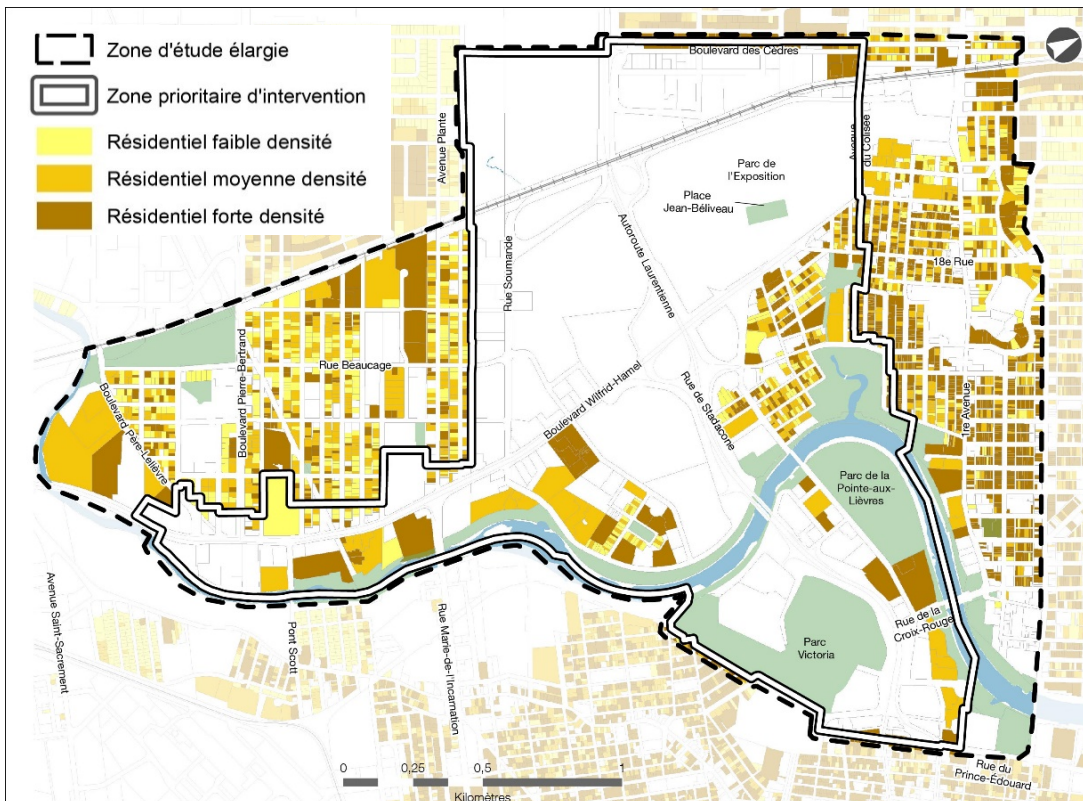 Zone d'étude élargie
Zone prioritaire d'intervention
Résidentiel faible densité
Résidentiel moyenne densité
Résidentiel forte densité
Boulevard des Cèdres
Avenue Plante
Avenue
du Colisée
Parc de
l'Exposition
Place
Jean-Béliveau
Rue Soumande
Autoroute Laurentienne
18e Rue
Boulevard Pierre-Bertrand
Rue Beaucage
Boulevard Père-Lelièvre
Boulevard Wilfrid-Hamel
Rue de Stadacone
1re Avenue
Parc de la
Pointe-aux-
Lièvres
Avenue Saint-Sacrement
Pont Scott
Rue Marie-de-l'Incarnation
Parc
Victoria
Rue de la
Croix-Rouge
Rue du
Prince-Édouard
0 0,25 0,5 1
Kilomètres